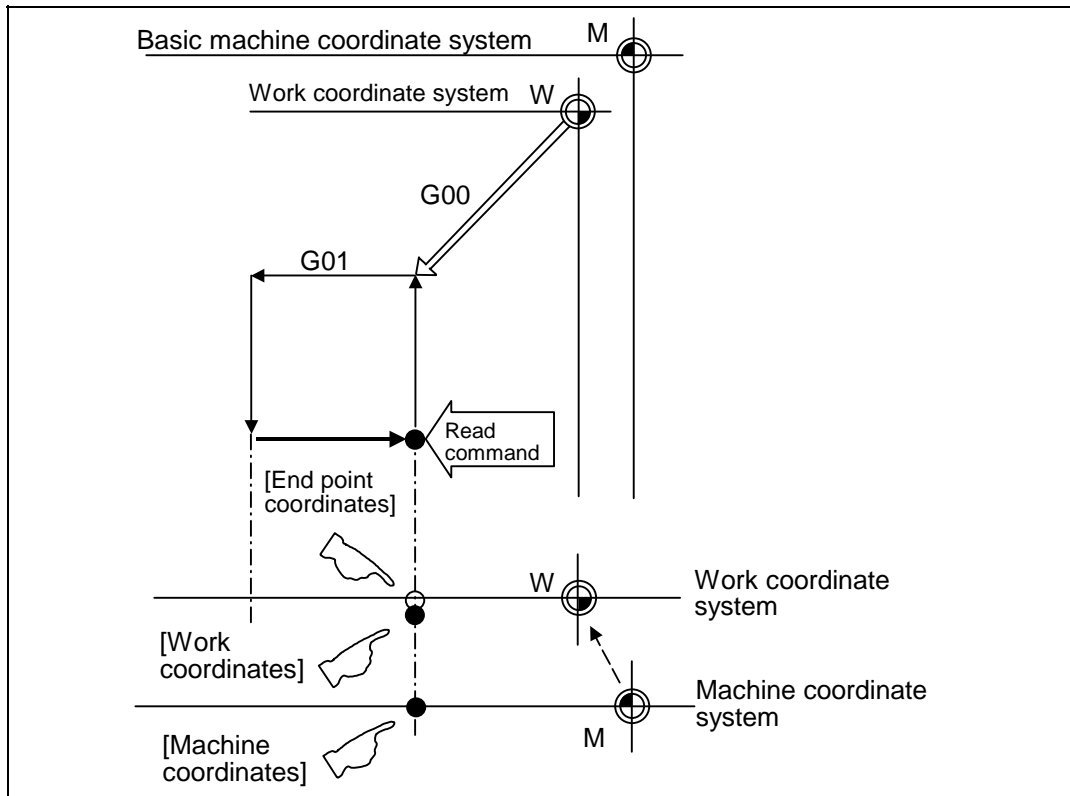 Basic machine coordinate system
M
Work coordinate system
W
G00
G01
Read
command
[End point
coordinates]
W
Work coordinate
system
[Work
coordinates]
Machine coordinate
system
M
[Machine
coordinates]